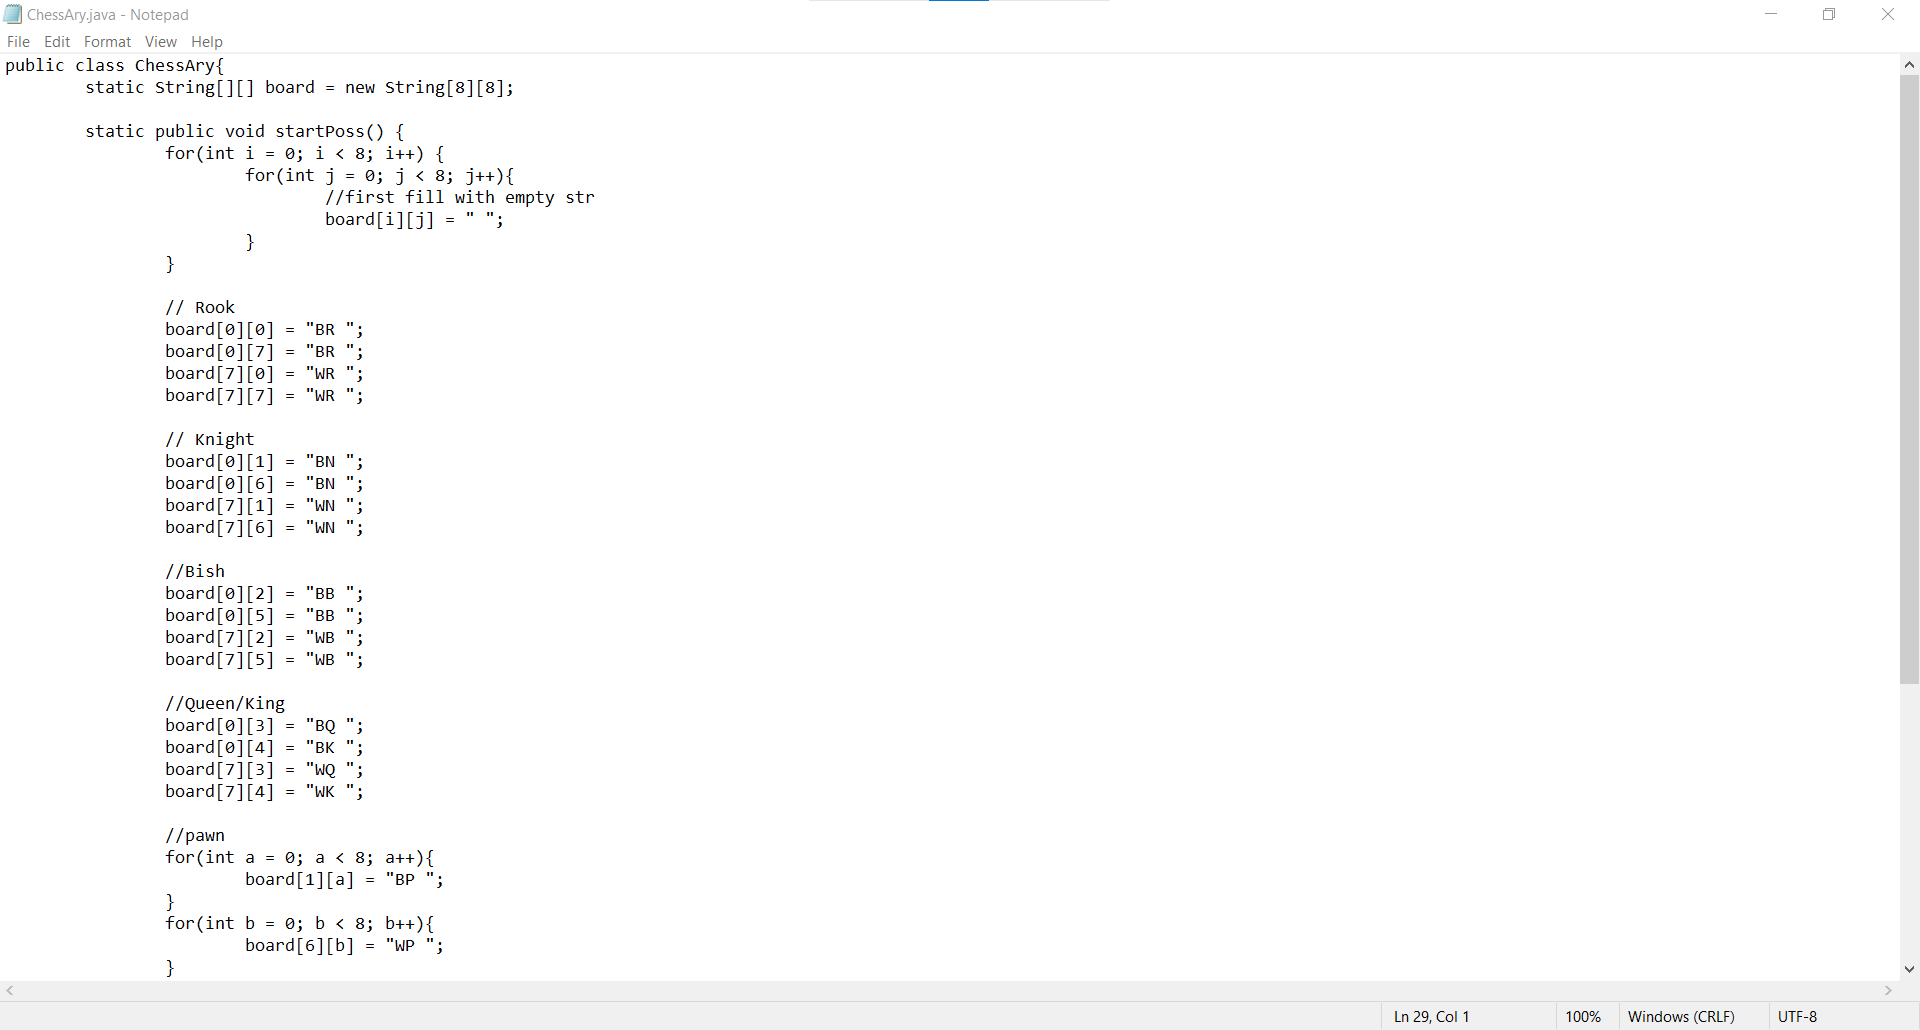 ChessAry.java - Notepad
File Edit Format View Help
public class ChessAry{
        static String[][] board = new String[8][8];

        static public void startPoss() {
                for(int i = 0; i < 8; i++) {
                        for(int j = 0; j < 8; j++){
                                //first fill with empty str
                                board[i][j] = " ";
                        }
                }

                // Rook
                board[0][0] = "BR ";
                board[0][7] = "BR ";
                board[7][0] = "WR ";
                board[7][7] = "WR ";

                // Knight
                board[0][1] = "BN ";
                board[0][6] = "BN ";
                board[7][1] = "WN ";
                board[7][6] = "WN ";

                //Bish
                board[0][2] = "BB ";
                board[0][5] = "BB ";
                board[7][2] = "WB ";
                board[7][5] = "WB ";

                //Queen/King
                board[0][3] = "BQ ";
                board[0][4] = "BK ";
                board[7][3] = "WQ ";
                board[7][4] = "WK ";

                //pawn
                for(int a = 0; a < 8; a++){
                        board[1][a] = "BP ";
                }
                for(int b = 0; b < 8; b++){
                        board[6][b] = "WP ";
                }
Ln 29, Col 1 100% Windows (CRLF) UTF-8